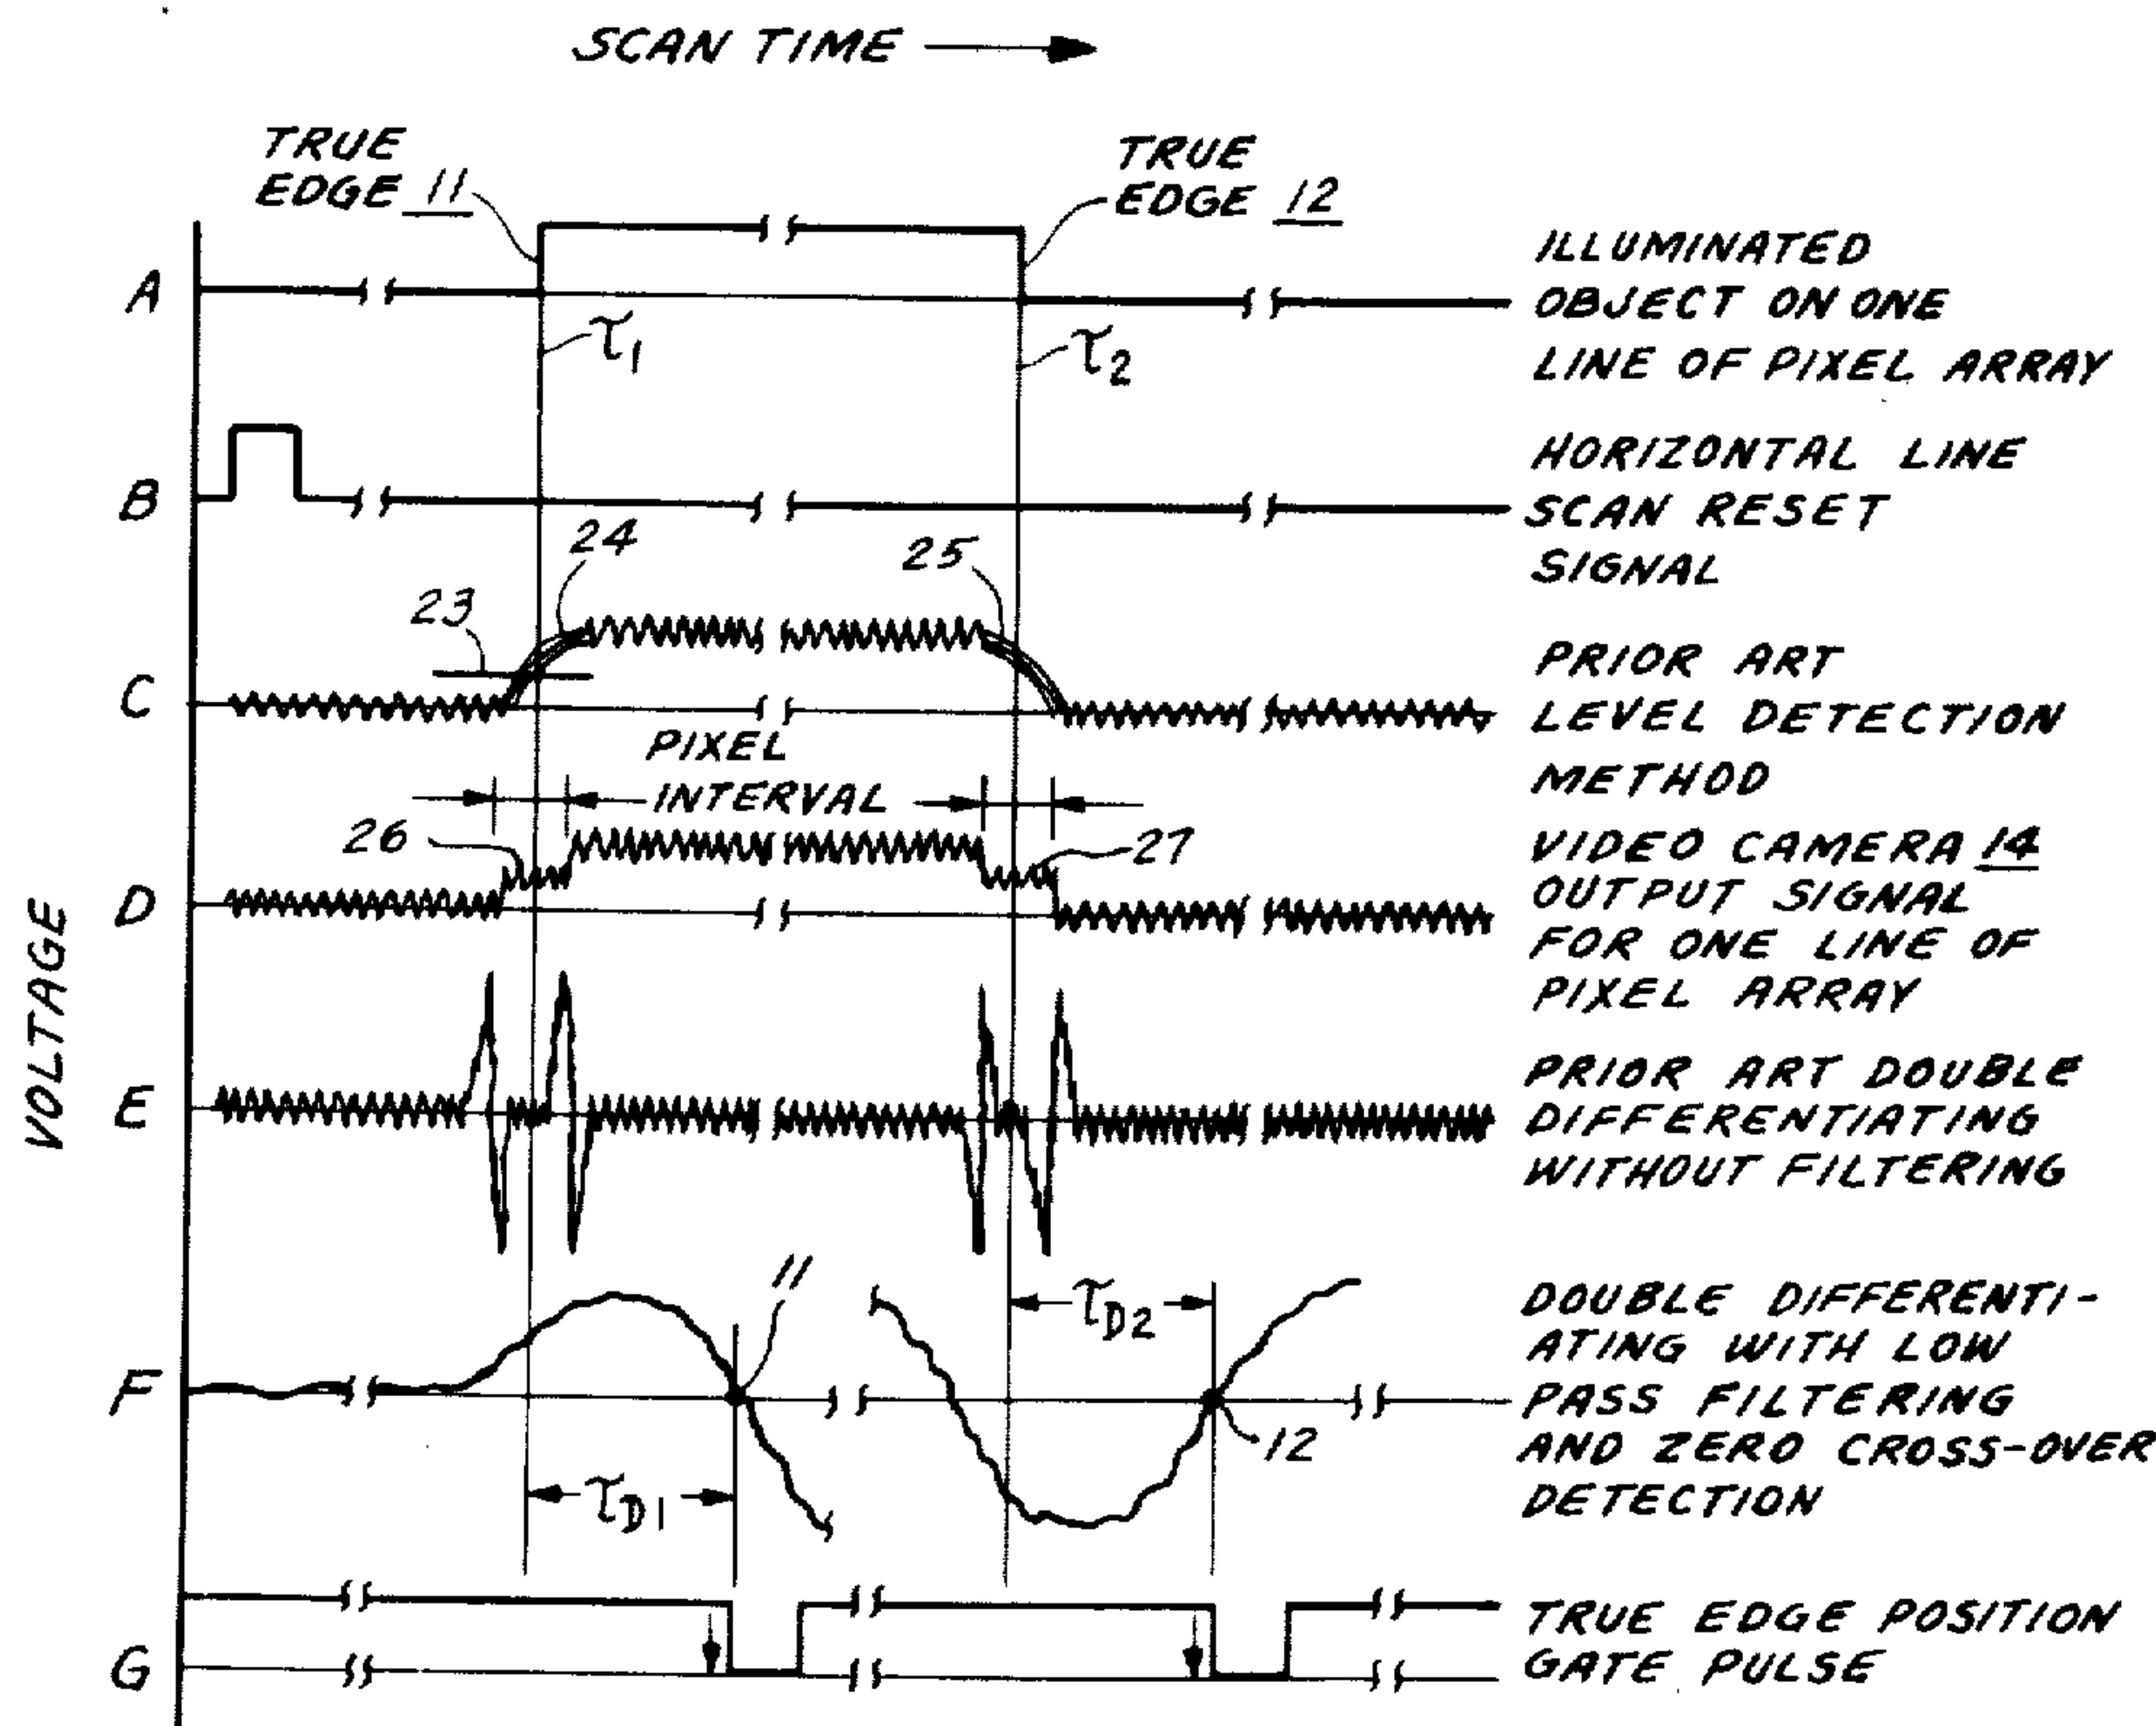 SCAN TIME
TRUE
EDGE 11
TRUE
EDGE 12
A
τ1
τ2
ILLUMINATED
OBJECT ON ONE
LINE OF PIXEL ARRAY
B
HORIZONTAL LINE
SCAN RESET
SIGNAL
24
25
23
C
PRIOR ART
LEVEL DETECTION
METHOD
PIXEL
INTERVAL
26
27
D
VIDEO CAMERA 14
OUTPUT SIGNAL
FOR ONE LINE OF
PIXEL ARRAY
VOLTAGE
E
PRIOR ART DOUBLE
DIFFERENTIATING
WITHOUT FILTERING
11
τD2
F
12
τD1
DOUBLE DIFFERENTI-
ATING WITH LOW
PASS FILTERING
AND ZERO CROSS-OVER
DETECTION
G
TRUE EDGE POSITION
GATE PULSE